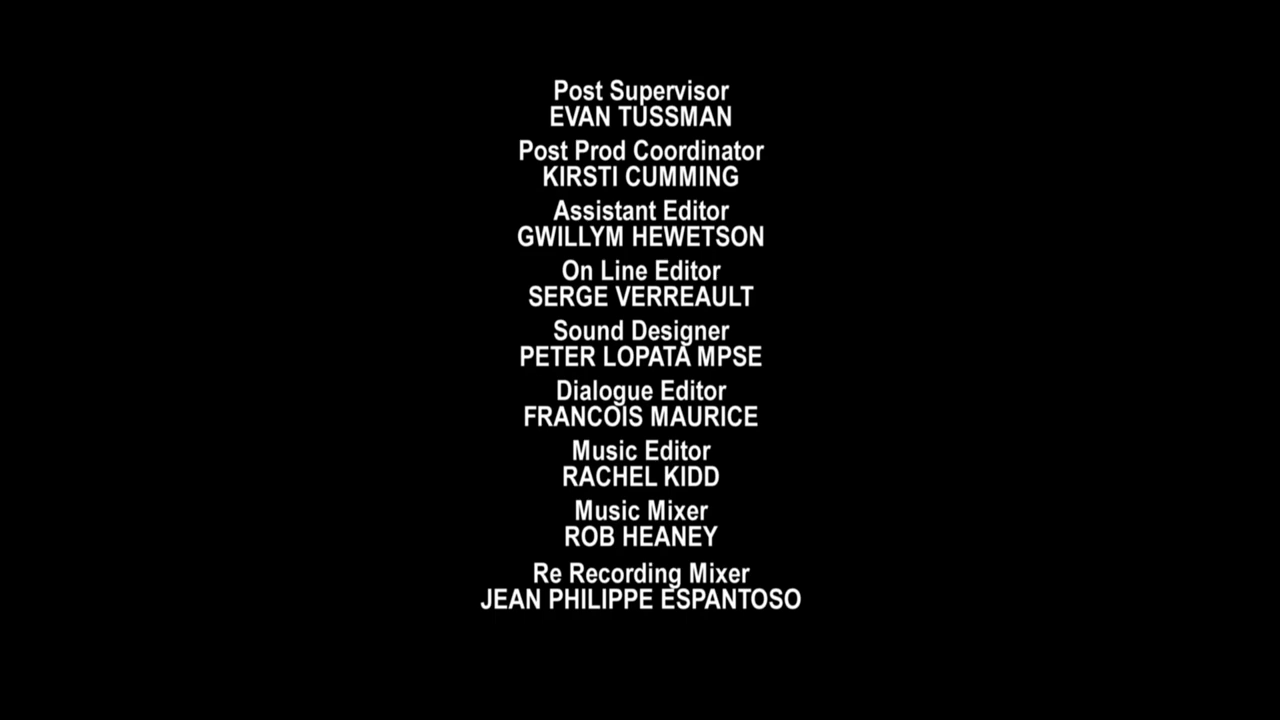 Post Supervisor
EVAN TUSSMAN
Post Prod Coordinator
KIRSTI CUMMING
Assistant Editor
GWILLYM HEWETSON
On Line Editor
SERGE VERREAULT
Sound Designer
PETER LOPATA MPSE
Dialogue Editor
FRANCOIS MAURICE
Music Editor
RACHEL KIDD
Music Mixer
ROB HEANEY
Re Recording Mixer
JEAN PHILIPPE ESPANTOSO